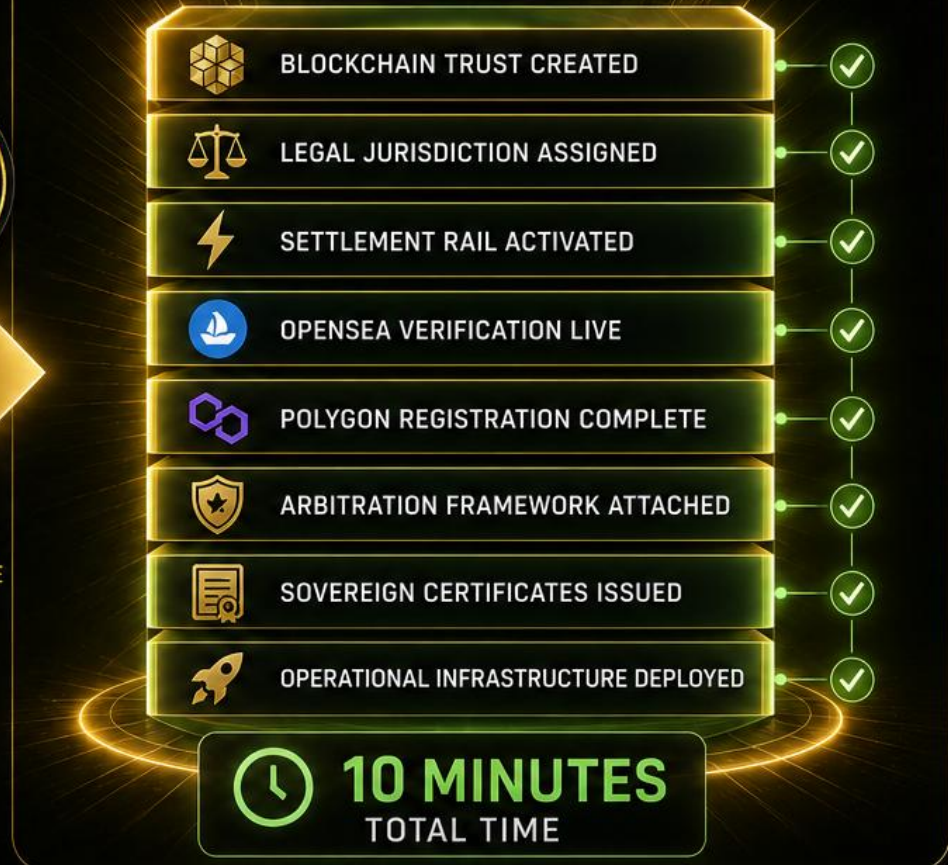 BLOCKCHAIN TRUST CREATED
LEGAL JURISDICTION ASSIGNED
SETTLEMENT RAIL ACTIVATED
OPENSEA VERIFICATION LIVE
POLYGON REGISTRATION COMPLETE
ARBITRATION FRAMEWORK ATTACHED
SOVEREIGN CERTIFICATES ISSUED
OPERATIONAL INFRASTRUCTURE DEPLOYED
10 MINUTES
TOTAL TIME